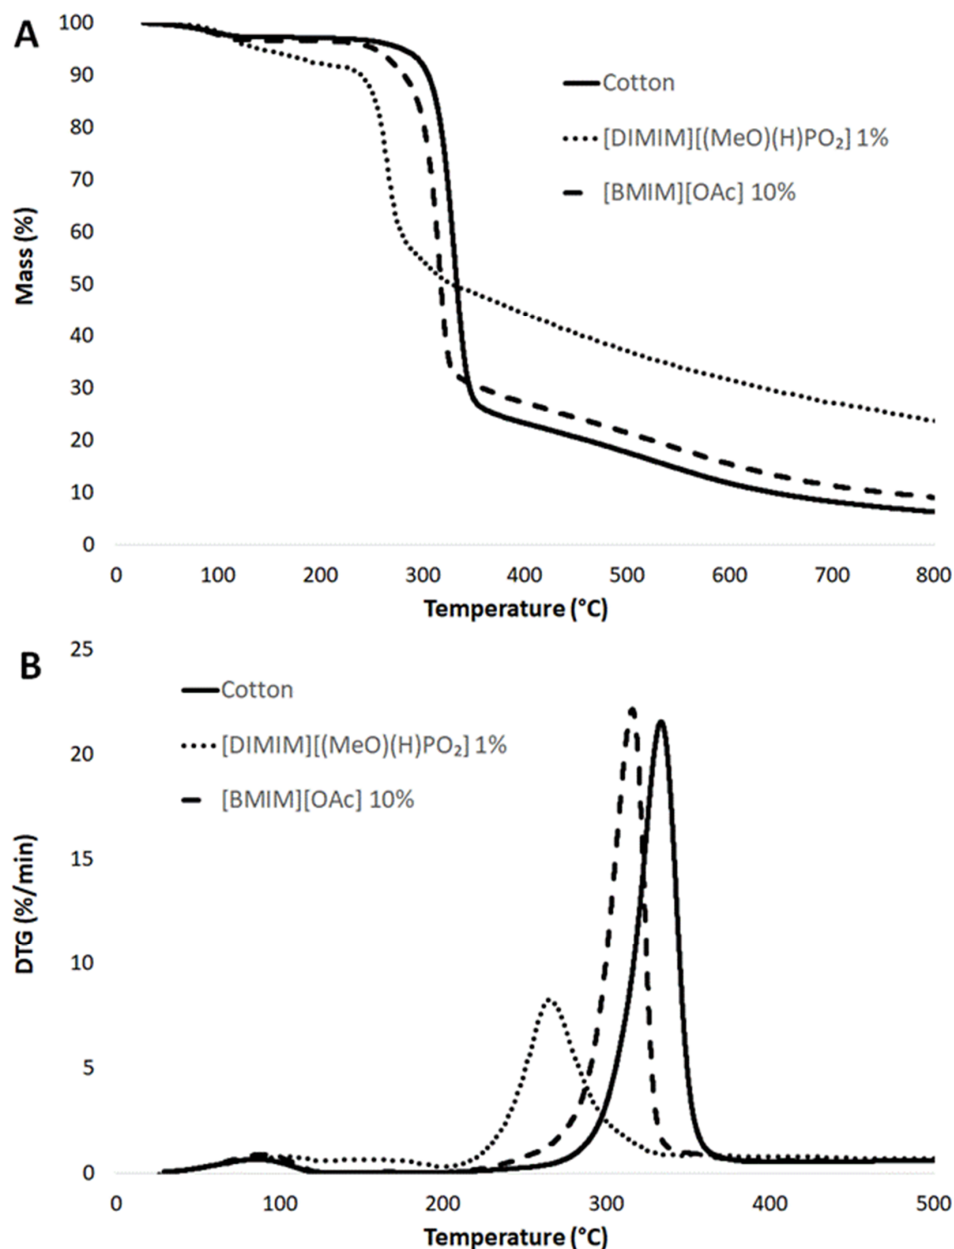 A
100
90
80
70
60
50
40
30
20
10
0
Mass (%)
Cotton
[DIMIM][(MeO)(H)PO₂] 1%
[BMIM][OAc] 10%
0 100 200 300 400 500 600 700 800
Temperature (°C)
B
25
20
15
10
5
0
DTG (%/min)
Cotton
[DIMIM][(MeO)(H)PO₂] 1%
[BMIM][OAc] 10%
0 100 200 300 400 500
Temperature (°C)